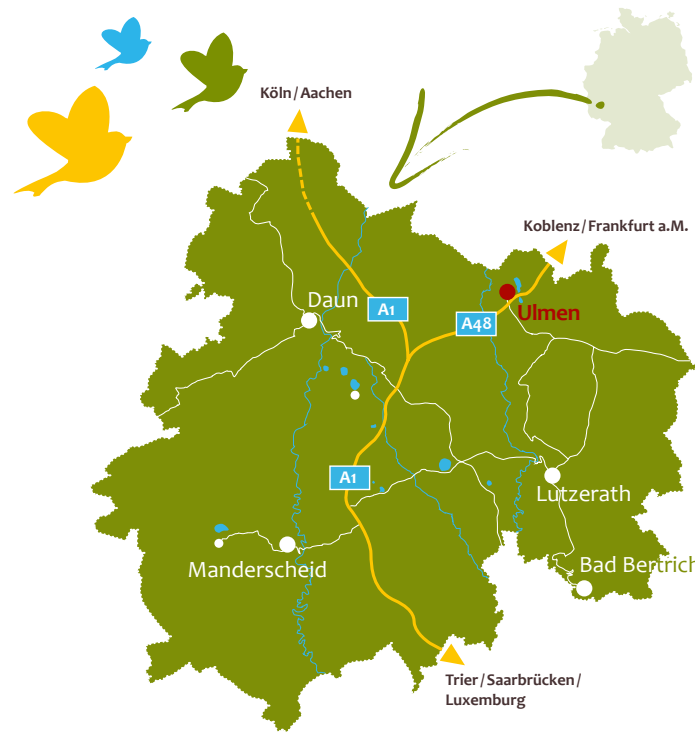 Köln / Aachen
Koblenz / Frankfurt a.M.
Daun
A1
Ulmen
A48
A1
Lutzerath
Manderscheid
Bad Bertrich
Trier / Saarbrücken /
Luxemburg